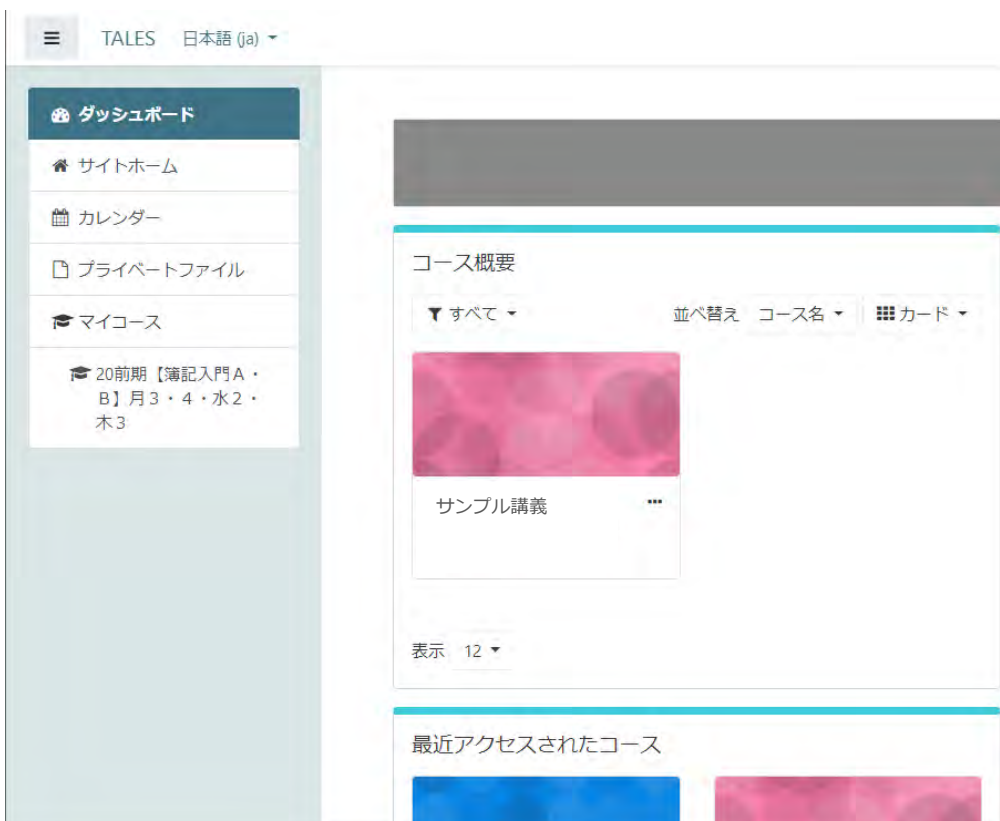 TALES 日本語 (ja)
ダッシュボード
サイトホーム
カレンダー
プライベートファイル
マイコース
20前期【簿記入門A・
B】月3・4・水2・
木3
コース概要
すべて 並べ替え コース名 カード
サンプル講義
表示 12
最近アクセスされたコース